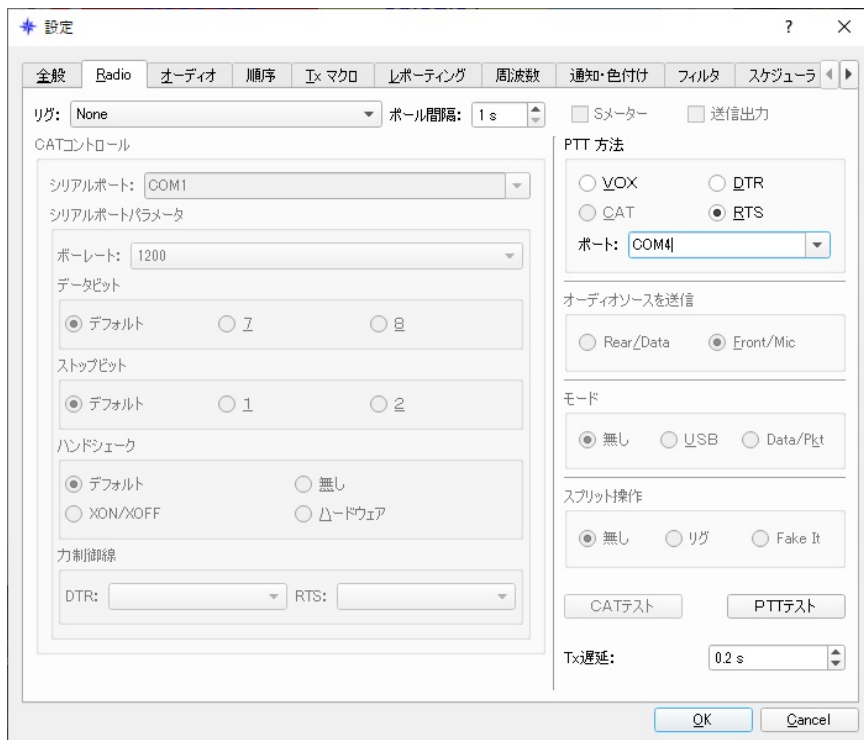 設定
全般 Radio オーディオ 順序 Tx マクロ レポーティング 周波数 通知・色付け フィルタ スケジューラ
リグ: None ポール間隔: 1 s Sメーター 送信出力
CATコントロール
シリアルポート: COM1
シリアルポートパラメータ
ボーレート: 1200
データビット
デフォルト 7 8
ストップビット
デフォルト 1 2
ハンドシェーク
デフォルト 無し
XON/XOFF ハードウェア
力制御線
DTR: RTS:
PTT 方法
VOX DTR
CAT RTS
ポート: COM4
オーディオソースを送信
Rear/Data Front/Mic
モード
無し USB Data/Pkt
スプリット操作
無し リグ Fake It
CATテスト PTTテスト
Tx遅延: 0.2 s
OK Cancel